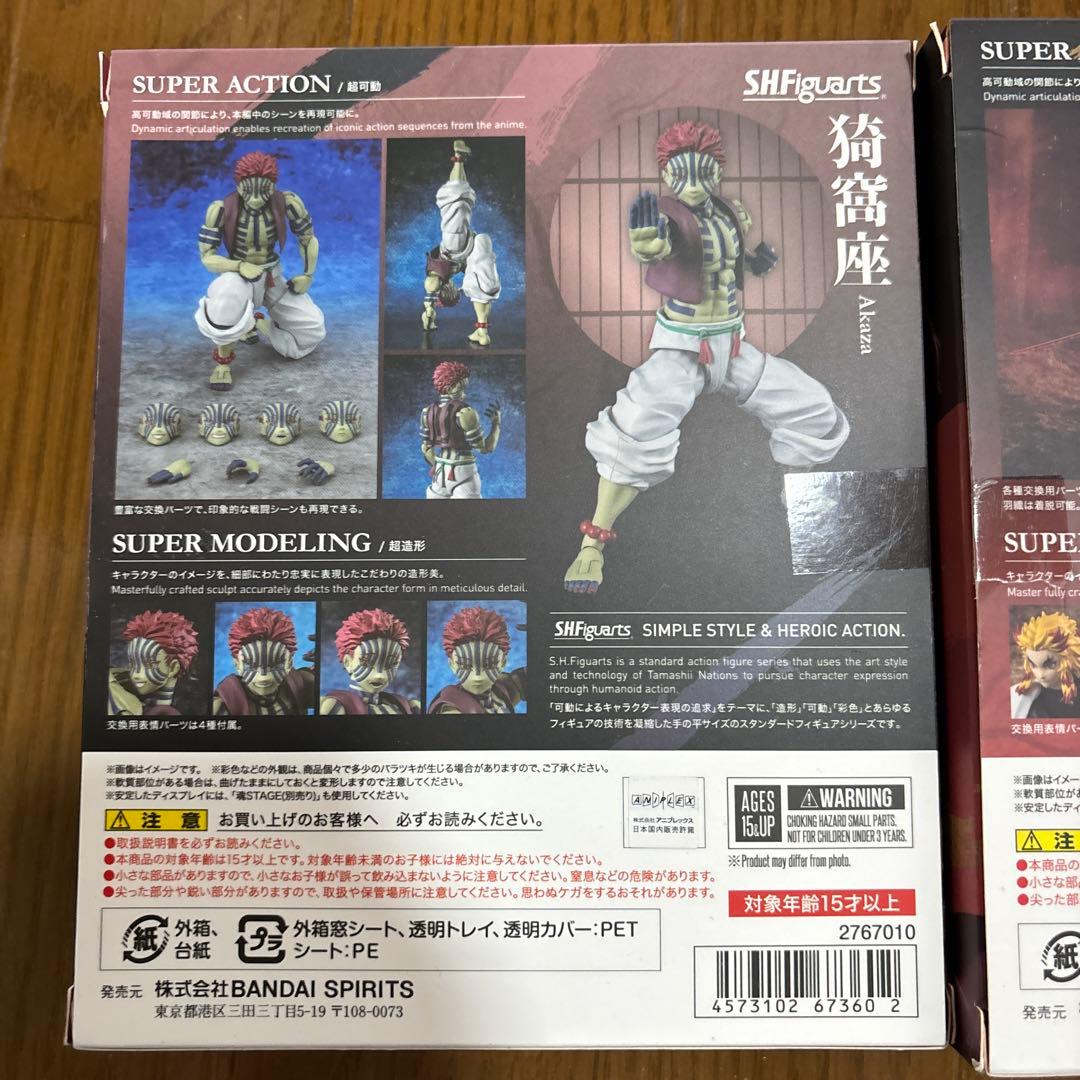 SUPER ACTION / 超可動
高可動域の関節により、本編中のシーンを再現可能に。
Dynamic articulation enables recreation of iconic action sequences from the anime.
豊富な交換パーツで、印象的な戦闘シーンも再現できる。
SUPER MODELING / 超造形
キャラクターのイメージを、細部にわたり忠実に表現したこだわりの造形美。
Masterfully crafted sculpt accurately depicts the character form in meticulous detail.
交換用表情パーツは4種付属。
S.H.Figuarts
猗窩座
Akaza
S.H.Figuarts SIMPLE STYLE & HEROIC ACTION.
S.H.Figuarts is a standard action figure series that uses the art style
and technology of Tamashii Nations to pursue character expression
through humanoid action.
「可動によるキャラクター表現の追求」をテーマに、「造形」「可動」「彩色」とあらゆる
フィギュアの技術を凝縮した手の平サイズのスタンダードフィギュアシリーズです。
※画像はイメージです。 ※彩色などの外観は、商品個々で多少のバラツキが生じる場合がありますので、ご了承ください。
※軟質部位がある場合は、曲げたままにしておくと変形しますので注意してください。
※安定したディスプレイには、「魂STAGE(別売り)」も使用してください。
注意 お買い上げのお客様へ 必ずお読みください。
●取扱説明書を必ずお読みください。
●本商品の対象年齢は15才以上です。対象年齢未満のお子様には絶対に与えないでください。
●小さな部品がありますので、小さなお子様が誤って飲み込まないように注意してください。窒息などの危険があります。
●尖った部分や鋭い部分がありますので、取扱や保管場所に注意してください。思わぬケガをするおそれがあります。
ANIPLEX
株式会社アニプレックス
日本国内販売許諾
AGES
15&UP
WARNING
CHOKING HAZARD SMALL PARTS.
NOT FOR CHILDREN UNDER 3 YEARS.
※Product may differ from photo.
対象年齢15才以上
2767010
紙 外箱、
台紙
プラ 外箱窓シート、透明トレイ、透明カバー:PET
シート:PE
発売元 株式会社BANDAI SPIRITS
東京都港区三田三丁目5-19 〒108-0073
4573102 67360 2
SUPER
高可動域の関節により
Dynamic articulatio
各種交換用パーツ
羽織は着脱可能。
SUPE
キャラクターのイ
Master fully cra
交換用表情パー
※画像はイメー
※軟質部位があ
※安定したディ
注
●本商品の
●小さな部
●尖った部
紙
発売元